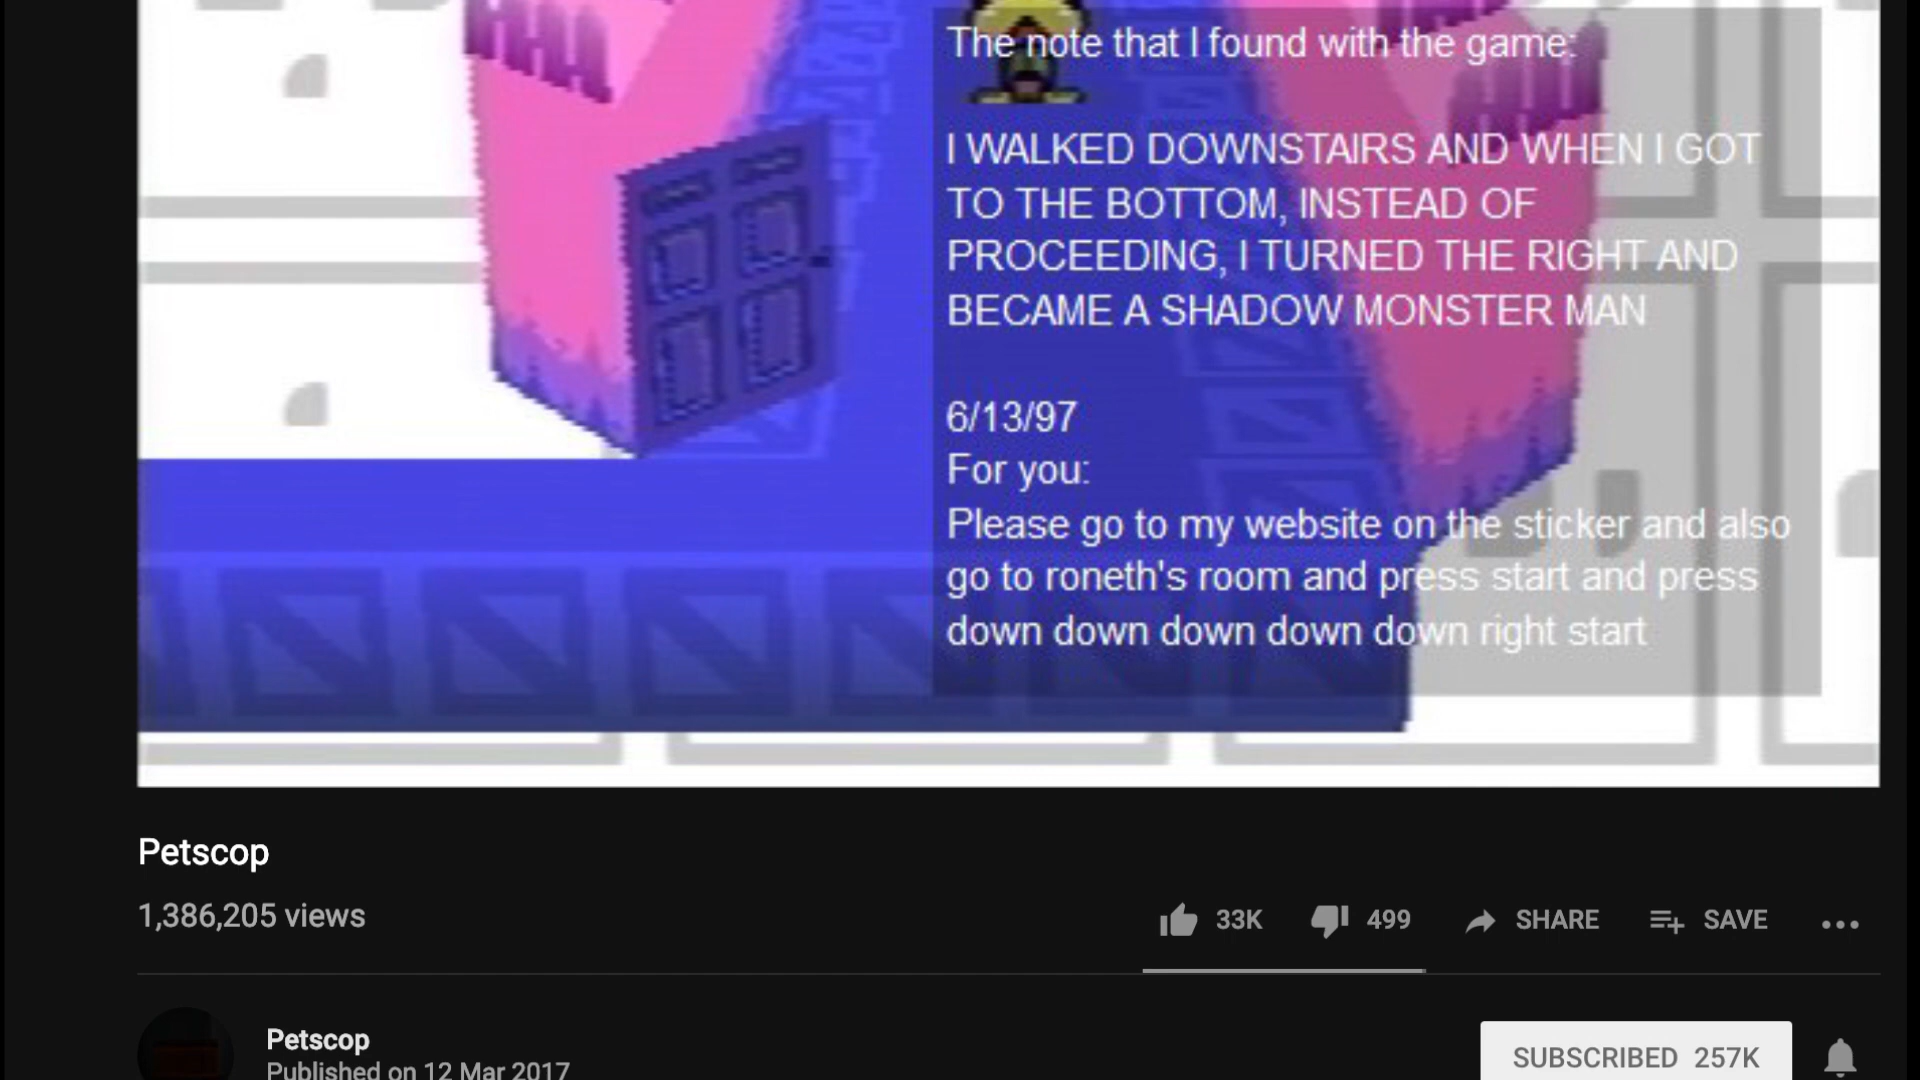 The note that I found with the game:
I WALKED DOWNSTAIRS AND WHEN I GOT
TO THE BOTTOM, INSTEAD OF
PROCEEDING, I TURNED THE RIGHT AND
BECAME A SHADOW MONSTER MAN
6/13/97
For you:
Please go to my website on the sticker and also
go to roneth's room and press start and press
down down down down down right start
Petscop
1,386,205 views
33K 499 SHARE SAVE
Petscop
Published on 12 Mar 2017
SUBSCRIBED 257K